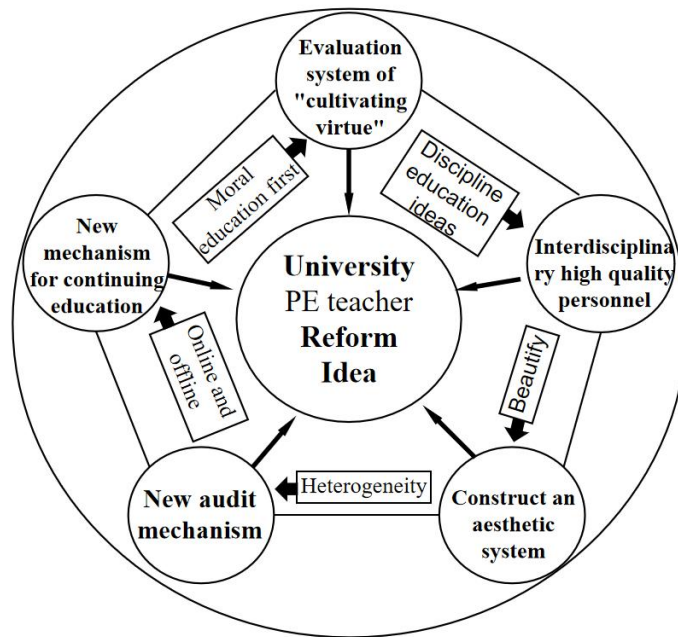 Evaluation
system of
"cultivating
virtue"
Moral
education first
Discipline
education
ideas
New
mechanism
for continuing
education
University
PE teacher
Reform
Idea
Interdisciplina
ry high quality
personnel
Online and
offline
Beautify
New audit
mechanism
Heterogeneity
Construct an
aesthetic
system